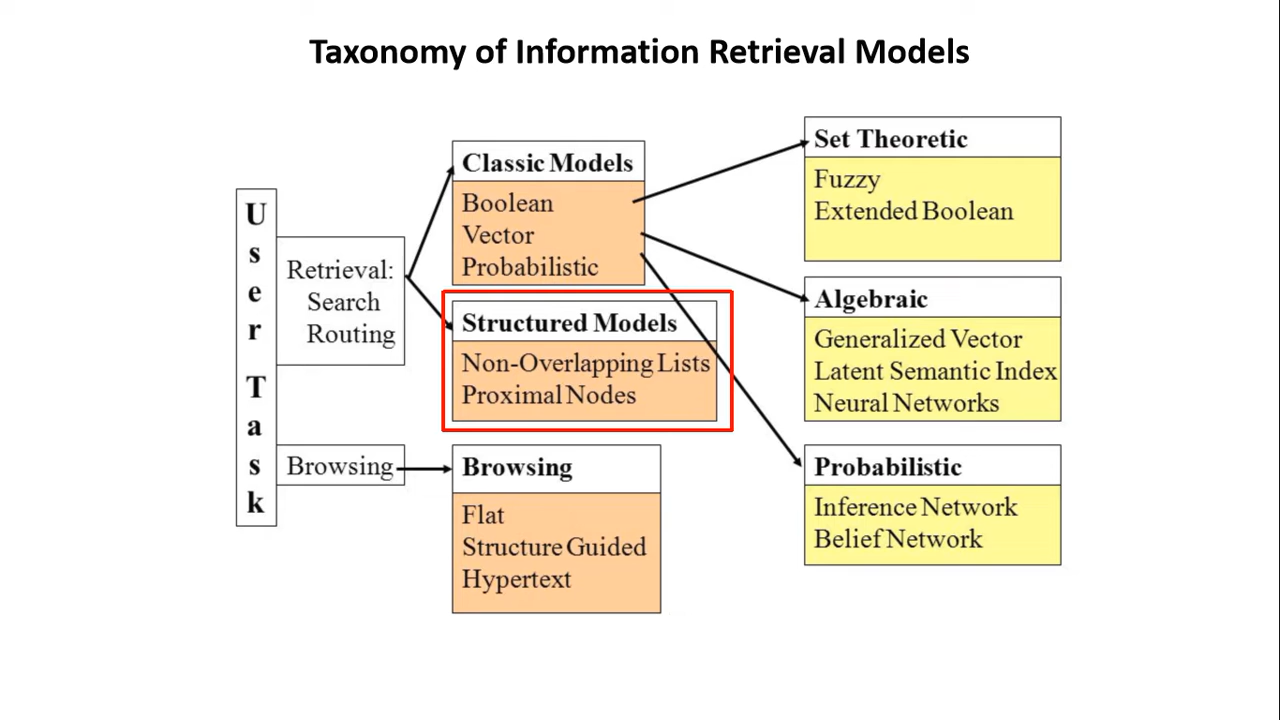 Taxonomy of Information Retrieval Models
User Task
Retrieval:
Search
Routing
Browsing
Classic Models
Boolean
Vector
Probabilistic
Structured Models
Non-Overlapping Lists
Proximal Nodes
Browsing
Flat
Structure Guided
Hypertext
Set Theoretic
Fuzzy
Extended Boolean
Algebraic
Generalized Vector
Latent Semantic Index
Neural Networks
Probabilistic
Inference Network
Belief Network